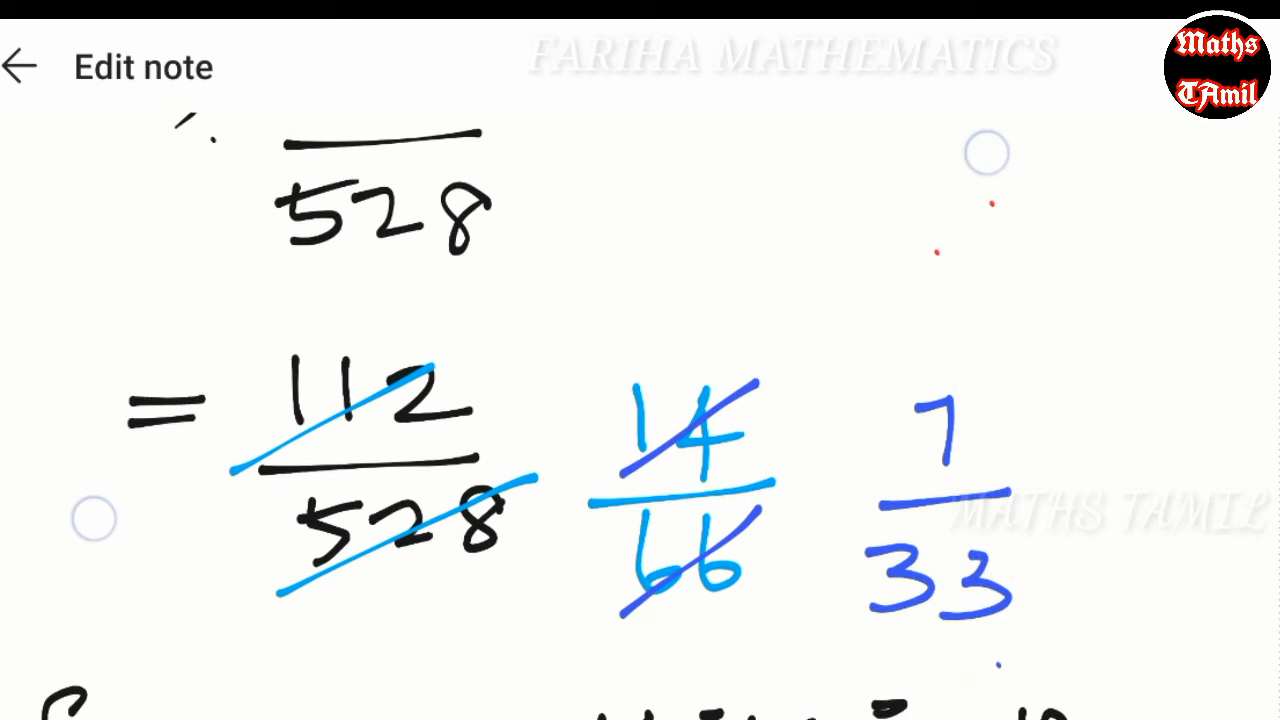 FARIHA MATHEMATICS
Maths
TAmil
Edit note
528
= 112 14 7
528 66 33
MATHS TAMIL